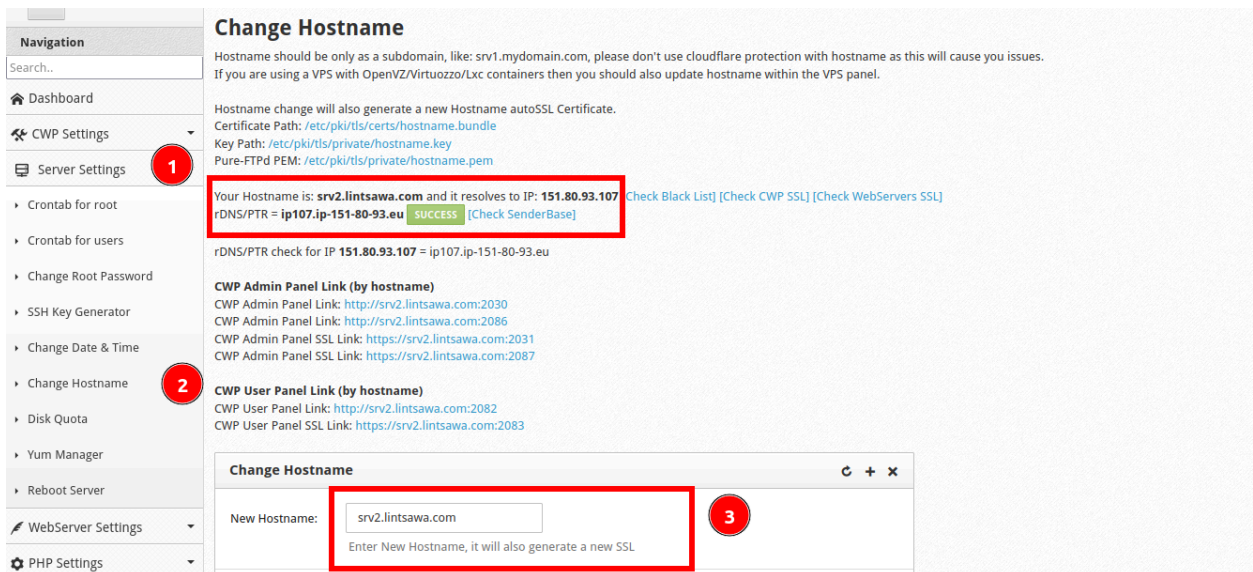 Navigation
Search..
Dashboard
CWP Settings
Server Settings
1
Crontab for root
Crontab for users
Change Root Password
SSH Key Generator
Change Date & Time
Change Hostname
2
Disk Quota
Yum Manager
Reboot Server
WebServer Settings
PHP Settings
Change Hostname
Hostname should be only as a subdomain, like: srv1.mydomain.com, please don't use cloudflare protection with hostname as this will cause you issues.
If you are using a VPS with OpenVZ/Virtuozzo/Lxc containers then you should also update hostname within the VPS panel.
Hostname change will also generate a new Hostname autoSSL Certificate.
Certificate Path: /etc/pki/tls/certs/hostname.bundle
Key Path: /etc/pki/tls/private/hostname.key
Pure-FTPd PEM: /etc/pki/tls/private/hostname.pem
Your Hostname is: srv2.lintsawa.com and it resolves to IP: 151.80.93.107 [Check Black List] [Check CWP SSL] [Check WebServers SSL]
rDNS/PTR = ip107.ip-151-80-93.eu SUCCESS [Check SenderBase]
rDNS/PTR check for IP 151.80.93.107 = ip107.ip-151-80-93.eu
CWP Admin Panel Link (by hostname)
CWP Admin Panel Link: http://srv2.lintsawa.com:2030
CWP Admin Panel Link: http://srv2.lintsawa.com:2086
CWP Admin Panel SSL Link: https://srv2.lintsawa.com:2031
CWP Admin Panel SSL Link: https://srv2.lintsawa.com:2087
CWP User Panel Link (by hostname)
CWP User Panel Link: http://srv2.lintsawa.com:2082
CWP User Panel SSL Link: https://srv2.lintsawa.com:2083
Change Hostname
New Hostname:
srv2.lintsawa.com
Enter New Hostname, it will also generate a new SSL
3